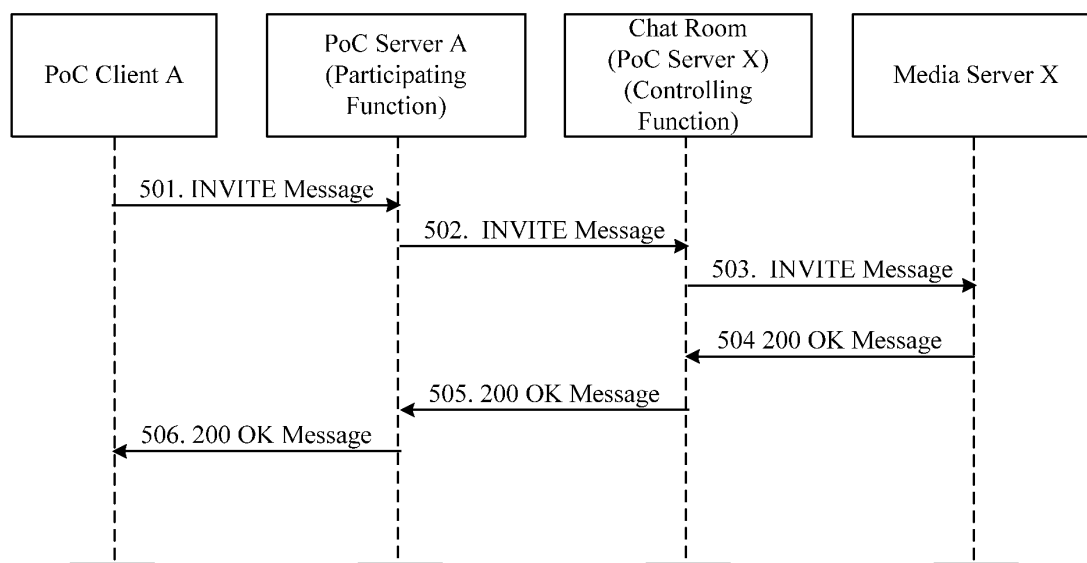 PoC Client A
PoC Server A
(Participating
Function)
Chat Room
(PoC Server X)
(Controlling
Function)
Media Server X
501. INVITE Message
502. INVITE Message
503. INVITE Message
504 200 OK Message
505. 200 OK Message
506. 200 OK Message